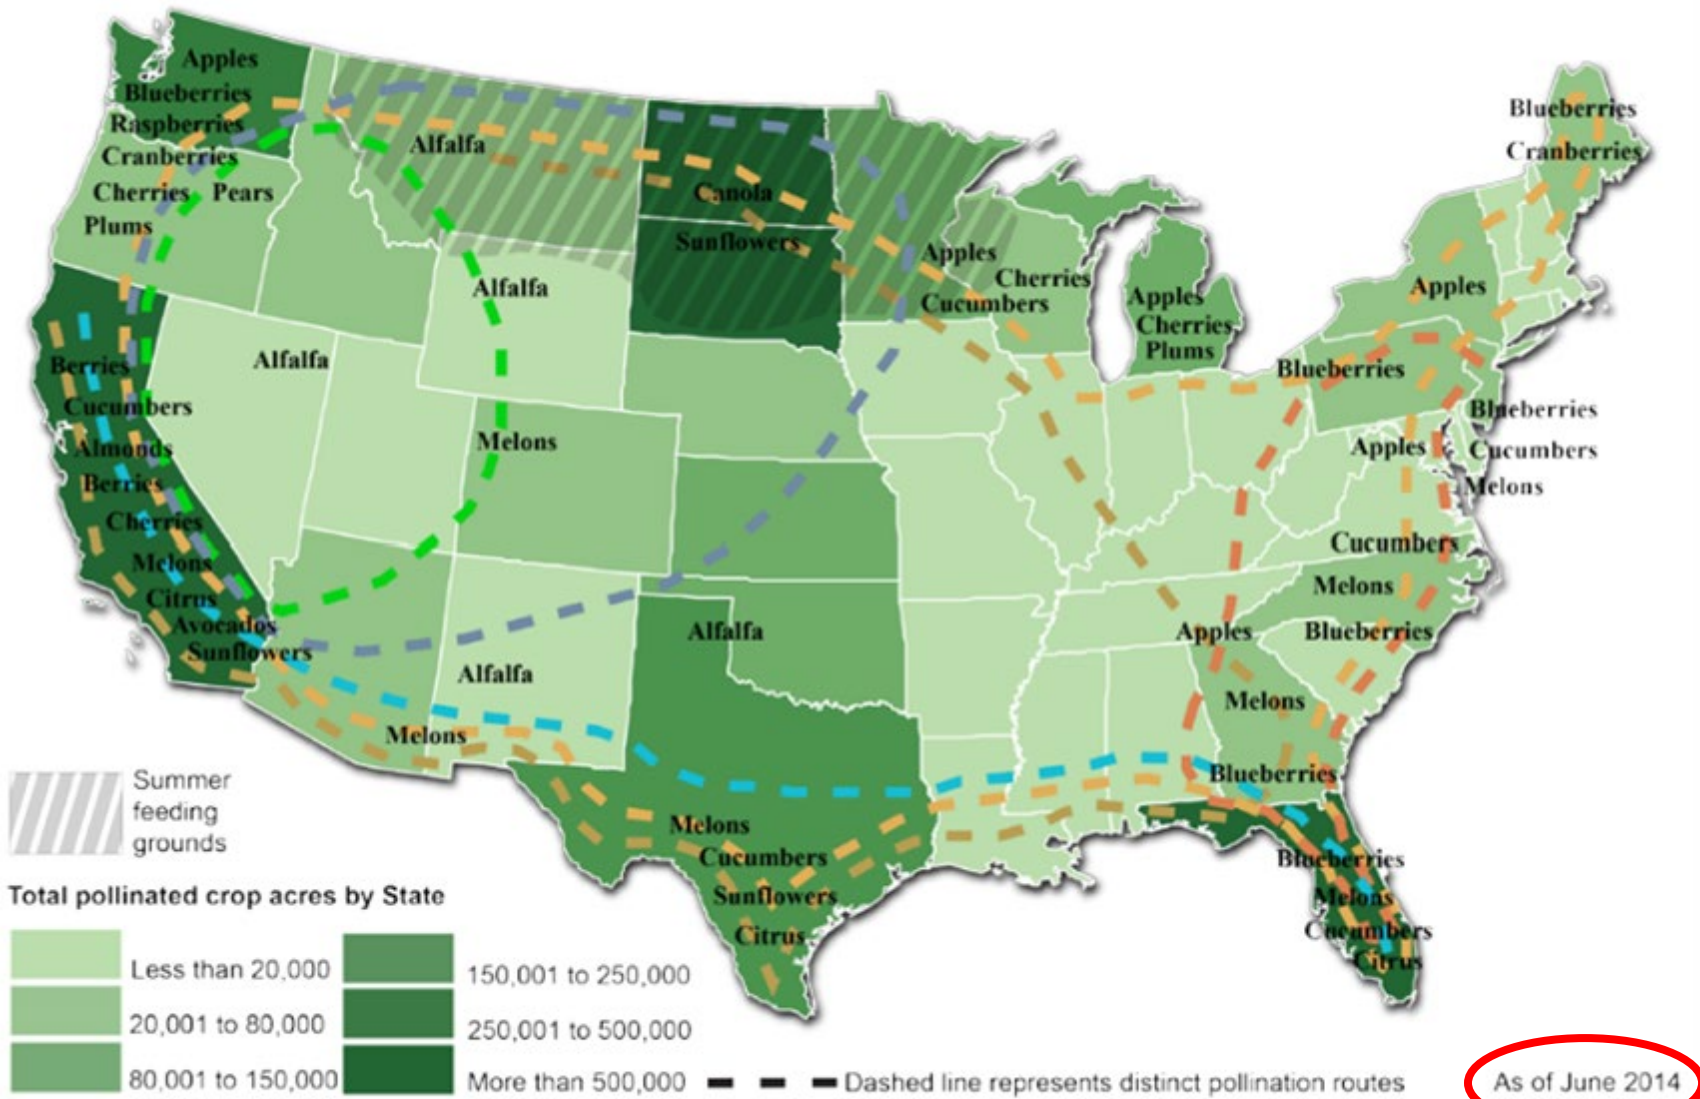 Apples
Blueberries
Raspberries
Cranberries
Cherries Pears
Plums
Alfalfa
Canola
Sunflowers
Alfalfa
Alfalfa
Melons
Berries
Cucumbers
Almonds
Berries
Cherries
Melons
Citrus
Avocados
Sunflowers
Alfalfa
Alfalfa
Melons
Melons
Cucumbers
Sunflowers
Citrus
Apples
Cherries
Cucumbers
Apples
Cherries
Plums
Blueberries
Cranberries
Apples
Blueberries
Blueberries
Apples Cucumbers
Melons
Cucumbers
Melons
Apples Blueberries
Melons
Blueberries
Blueberries
Melons
Cucumbers
Citrus
Summer
feeding
grounds
Total pollinated crop acres by State
Less than 20,000
20,001 to 80,000
80,001 to 150,000
150,001 to 250,000
250,001 to 500,000
More than 500,000
Dashed line represents distinct pollination routes
As of June 2014